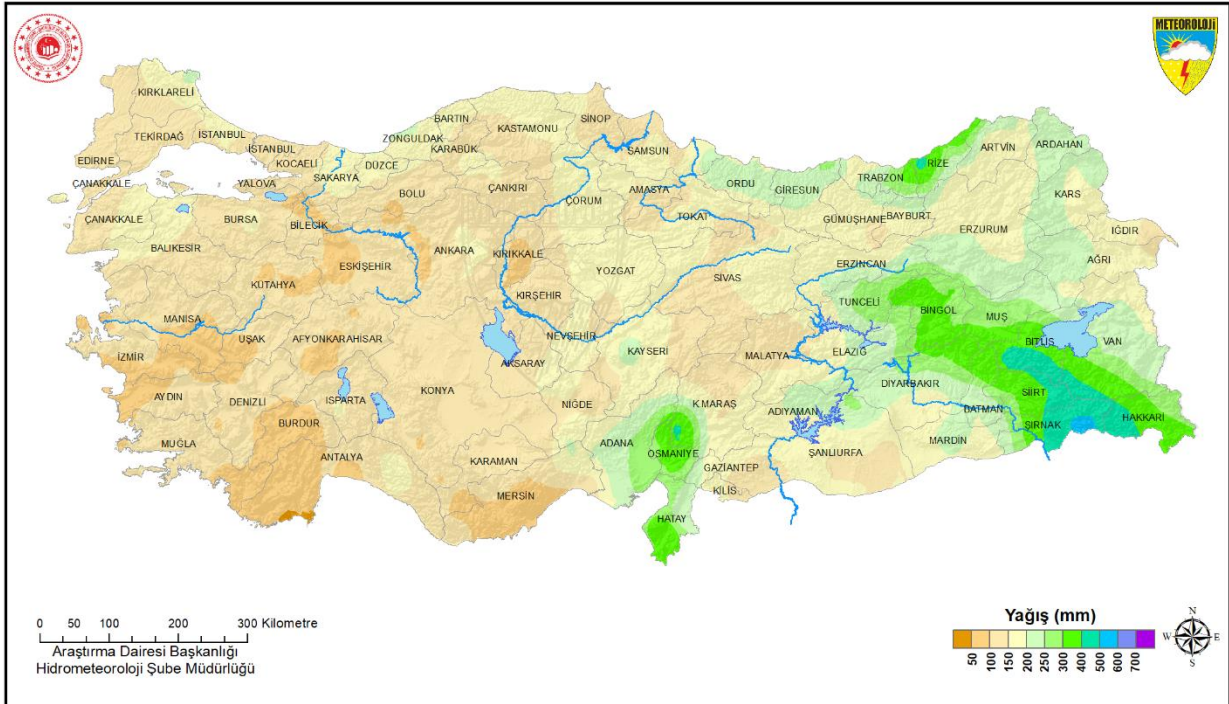 METEOROLOJİ
KIRKLARELİ
TEKİRDAĞ
İSTANBUL
EDİRNE
İSTANBUL
KOCAELİ
ÇANAKKALE
YALOVA
SAKARYA
DÜZCE
ZONGULDAK
BARTIN
KARABÜK
KASTAMONU
SİNOP
SAMSUN
BOLU
ÇANKIRI
ÇORUM
AMASYA
TOKAT
ORDU
GİRESUN
TRABZON
RİZE
ARTVİN
ARDAHAN
KARS
ÇANAKKALE
BURSA
BİLECİK
BALIKESİR
ESKİŞEHİR
KÜTAHYA
ANKARA
KIRIKKALE
YOZGAT
SİVAS
GÜMÜŞHANE
BAYBURT
ERZURUM
ERZİNCAN
IĞDIR
AĞRI
MANİSA
UŞAK
AFYONKARAHİSAR
KIRŞEHİR
NEVŞEHİR
AKSARAY
KAYSERİ
MALATYA
TUNCELİ
ELAZIĞ
BİNGÖL
MUŞ
BİTLİS
VAN
İZMİR
AYDIN
DENİZLİ
ISPARTA
BURDUR
KONYA
NİĞDE
K.MARAŞ
ADIYAMAN
DİYARBAKIR
BATMAN
SİİRT
ŞIRNAK
HAKKARİ
MARDİN
MUĞLA
ANTALYA
KARAMAN
MERSİN
ADANA
OSMANİYE
GAZİANTEP
KİLİS
ŞANLIURFA
HATAY
0 50 100 200 300 Kilometre
Araştırma Dairesi Başkanlığı
Hidrometeoroloji Şube Müdürlüğü
Yağış (mm)
50 100 150 200 250 300 400 500 600 700
N
W E
S